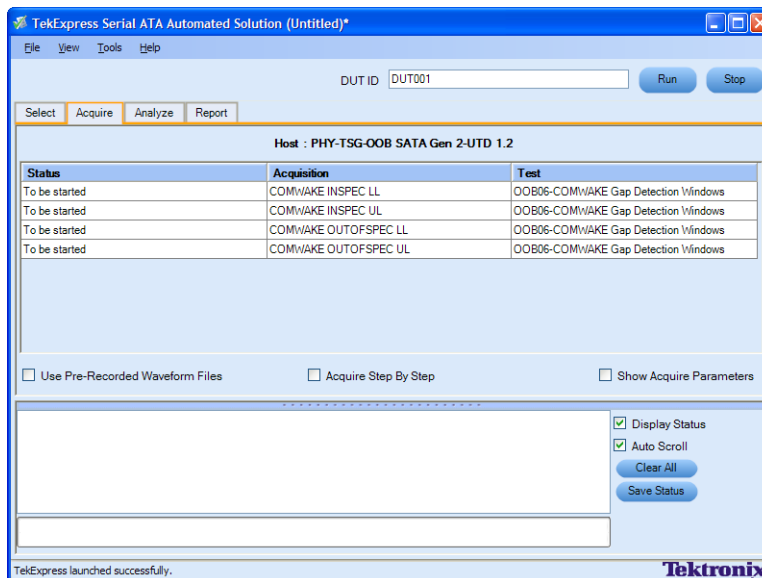 TekExpress Serial ATA Automated Solution (Untitled)*
File View Tools Help
DUT ID DUT001 Run Stop
Select Acquire Analyze Report
Host : PHY-TSG-OOB SATA Gen 2-UTD 1.2
Status Acquisition Test
To be started COMWAKE INSPEC LL OOB06-COMWAKE Gap Detection Windows
To be started COMWAKE INSPEC UL OOB06-COMWAKE Gap Detection Windows
To be started COMWAKE OUTOFSPEC LL OOB06-COMWAKE Gap Detection Windows
To be started COMWAKE OUTOFSPEC UL OOB06-COMWAKE Gap Detection Windows
Use Pre-Recorded Waveform Files Acquire Step By Step Show Acquire Parameters
Display Status
Auto Scroll
Clear All
Save Status
TekExpress launched successfully. Tektronix